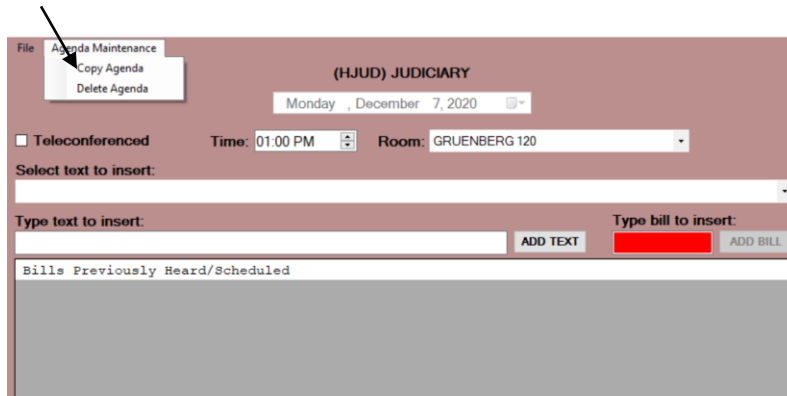 File Agenda Maintenance
Copy Agenda
Delete Agenda
(HJUD) JUDICIARY
Monday , December 7, 2020
Teleconferenced Time: 01:00 PM Room: GRUENBERG 120
Select text to insert:
Type text to insert: Type bill to insert:
ADD TEXT ADD BILL
Bills Previously Heard/Scheduled